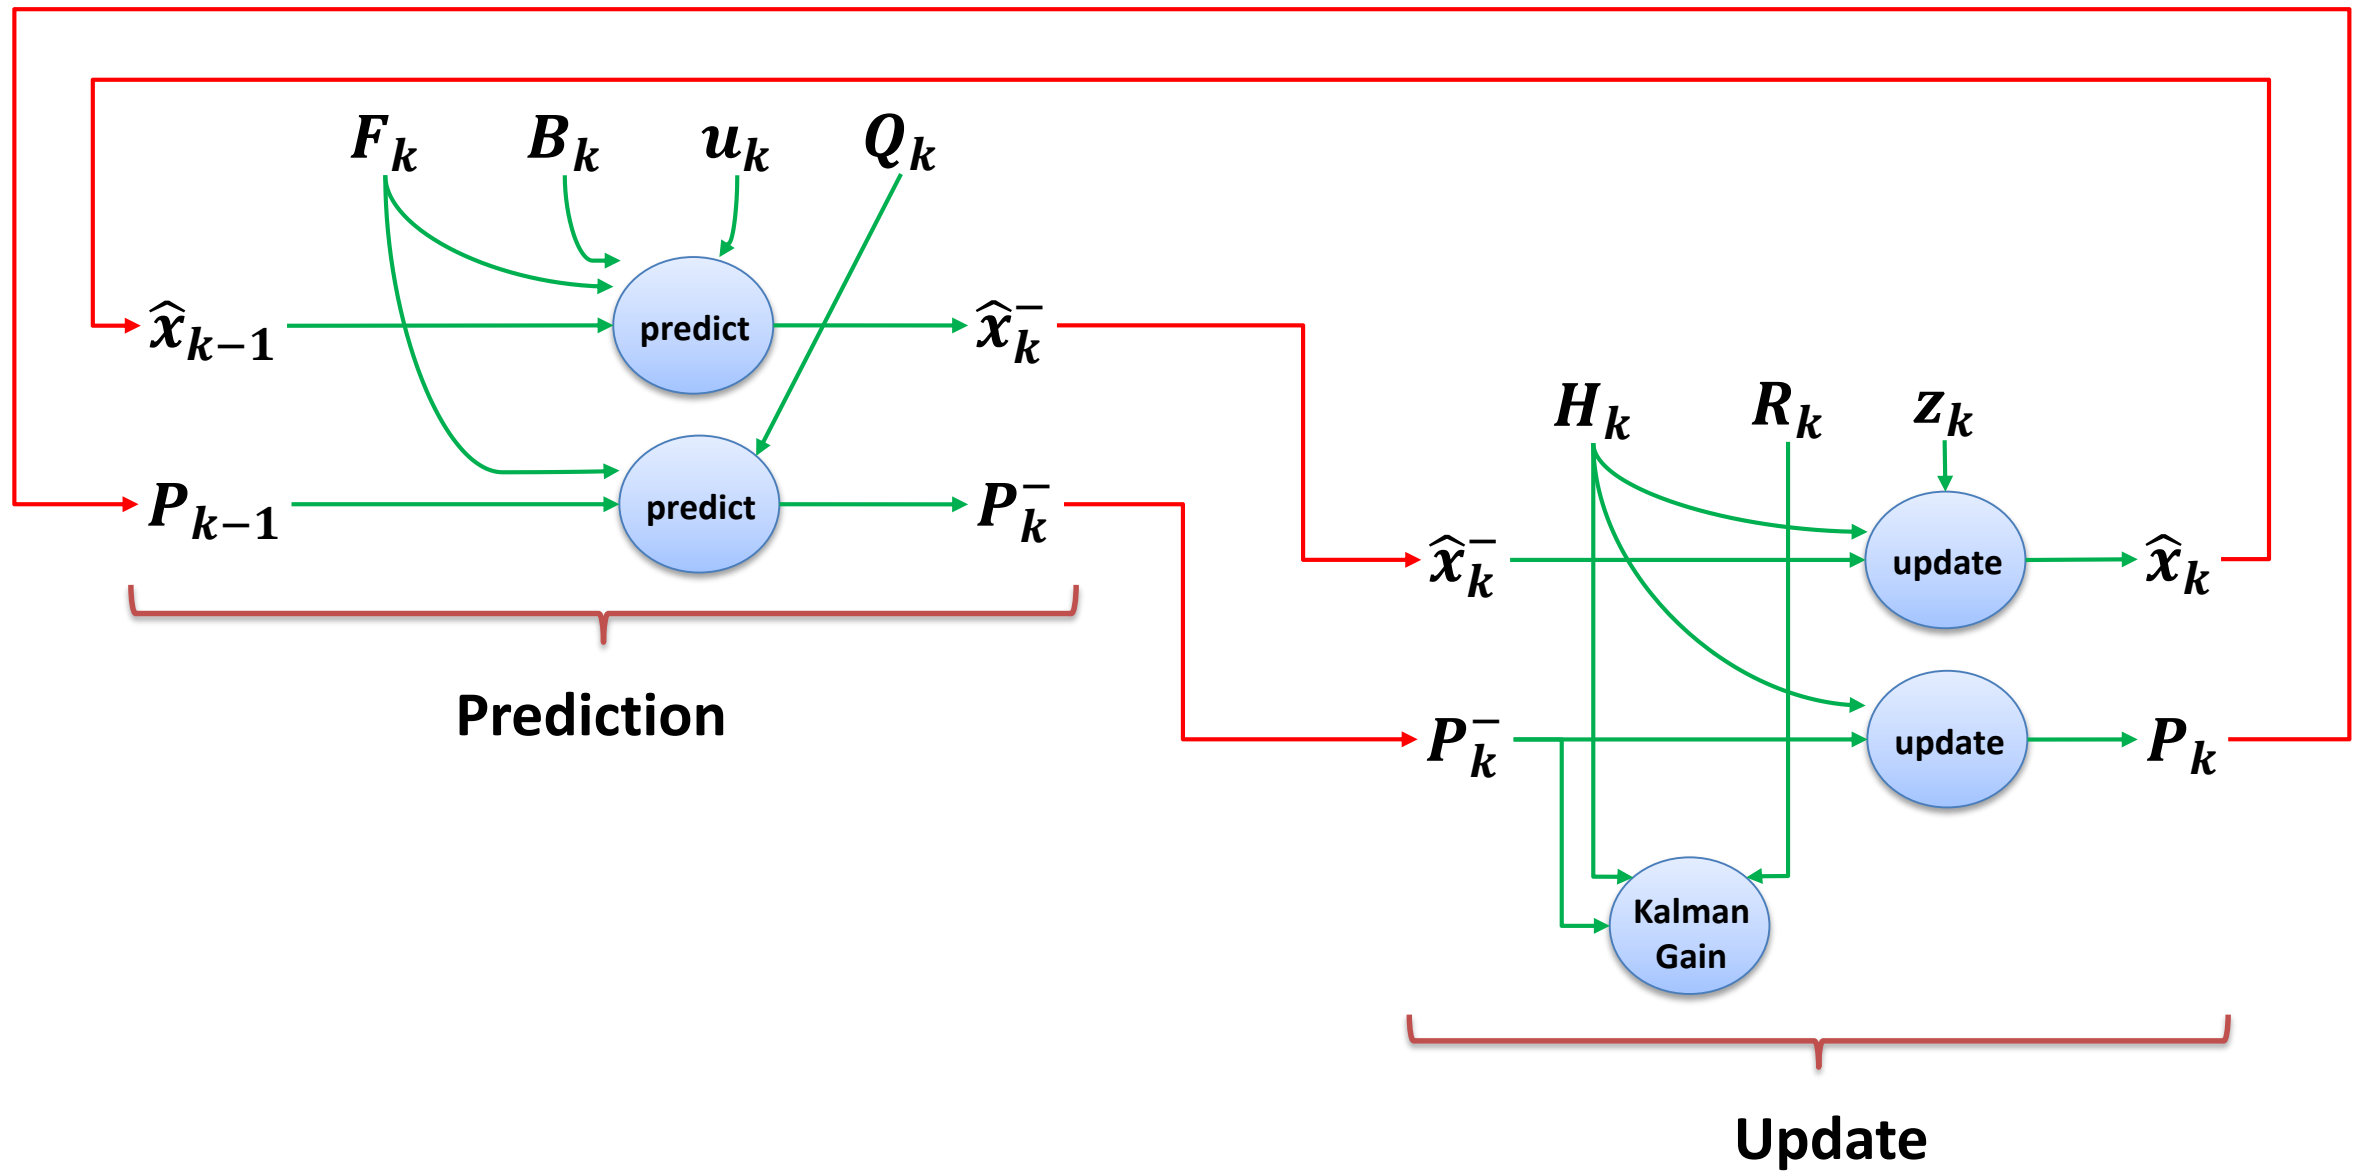 F_k B_k u_k Q_k
x̂_{k−1} predict x̂_k^−
P_{k−1} predict P_k^−
Prediction
H_k R_k z_k
x̂_k^− update x̂_k
P_k^− update P_k
Kalman
Gain
Update